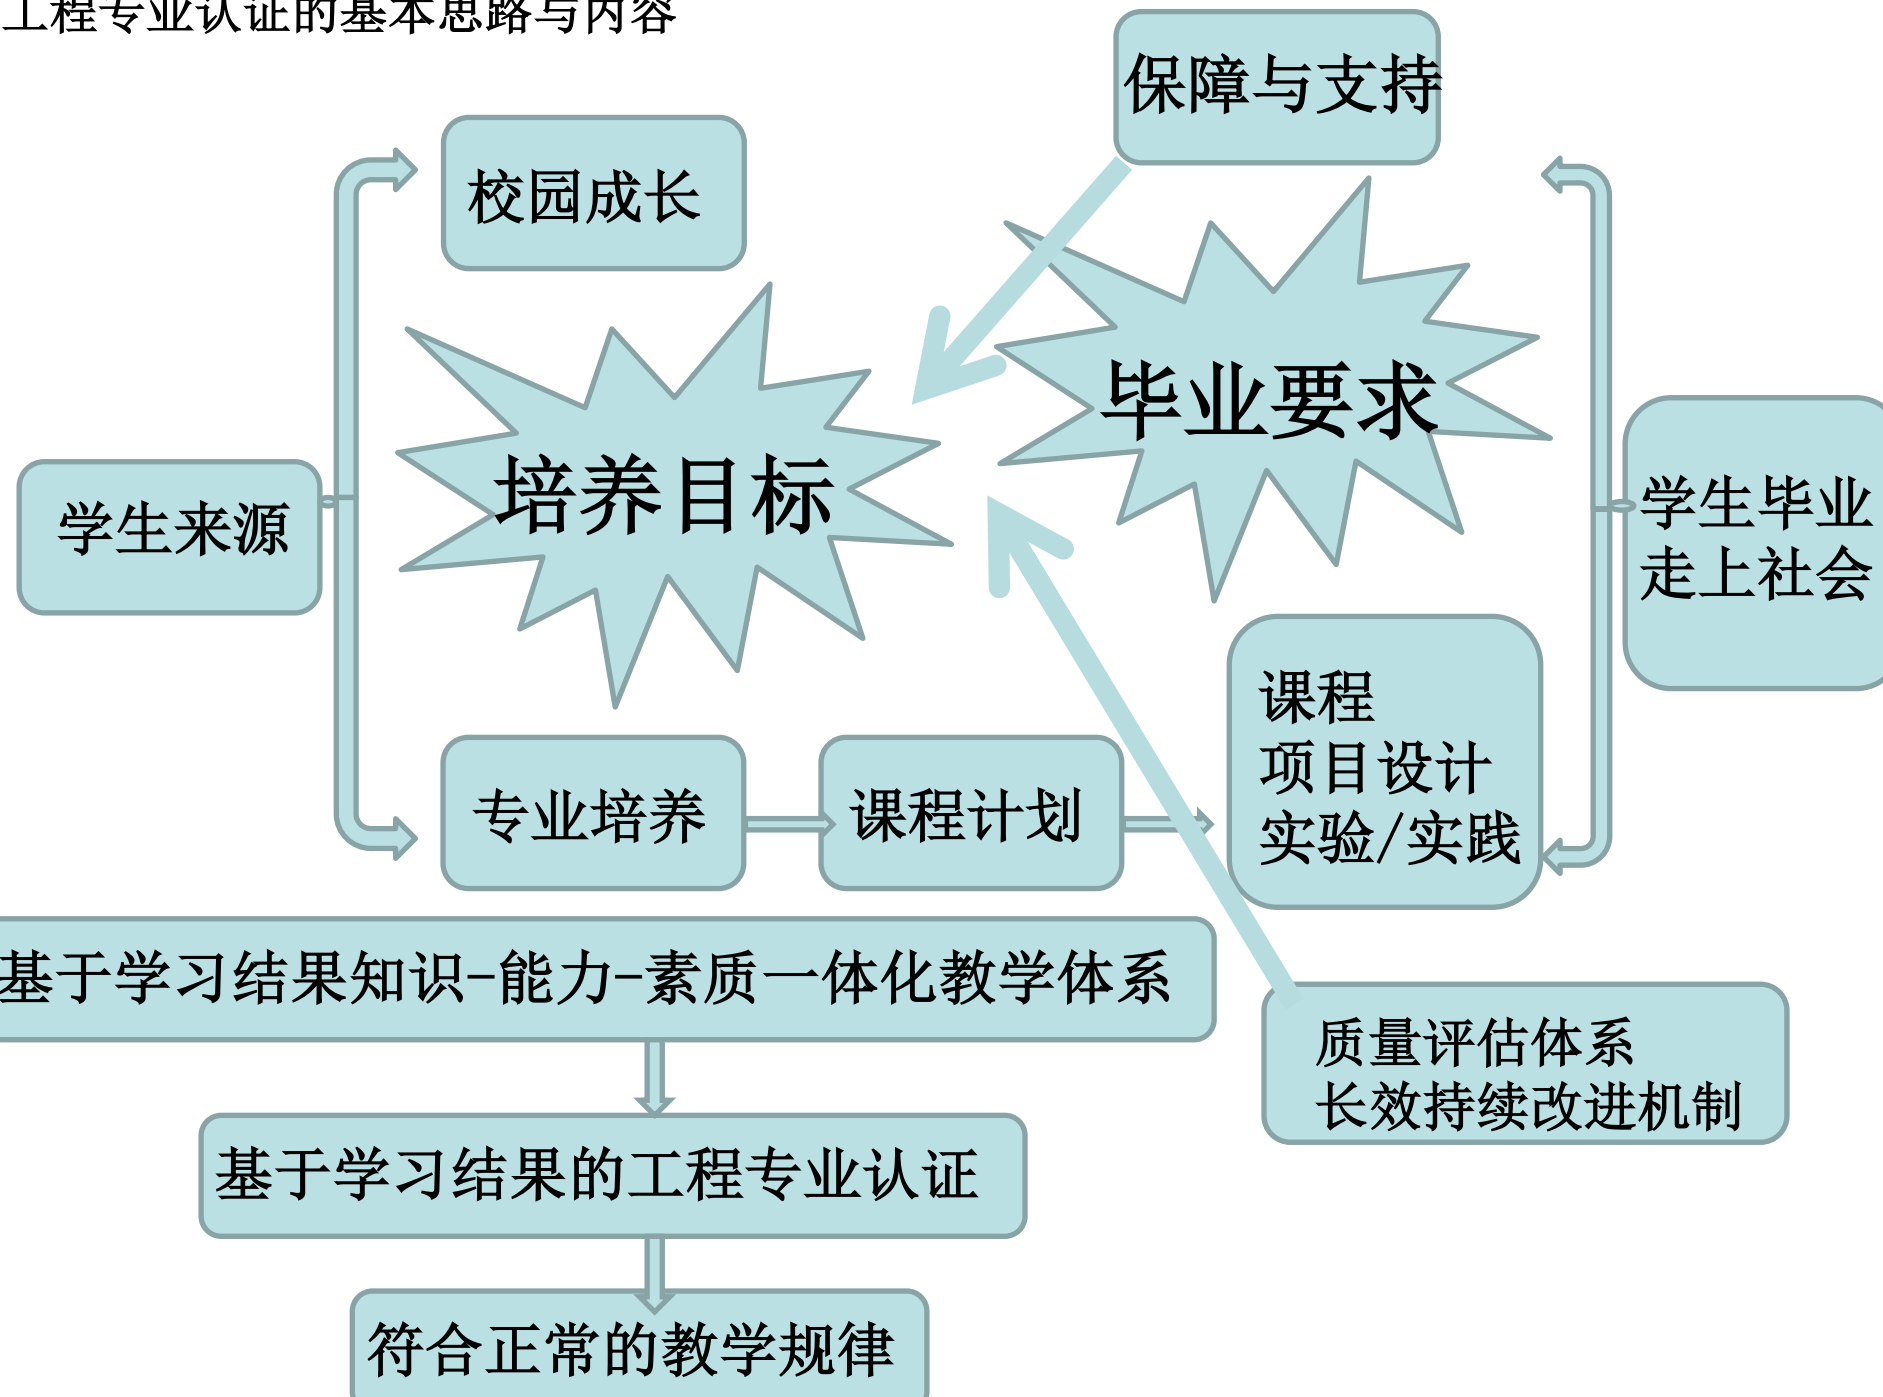 工程专业认证的基本思路与内容
保障与支持
校园成长
毕业要求
培养目标
学生来源
学生毕业
走上社会
课程
项目设计
实验/实践
专业培养
课程计划
基于学习结果知识-能力-素质一体化教学体系
质量评估体系
长效持续改进机制
基于学习结果的工程专业认证
符合正常的教学规律